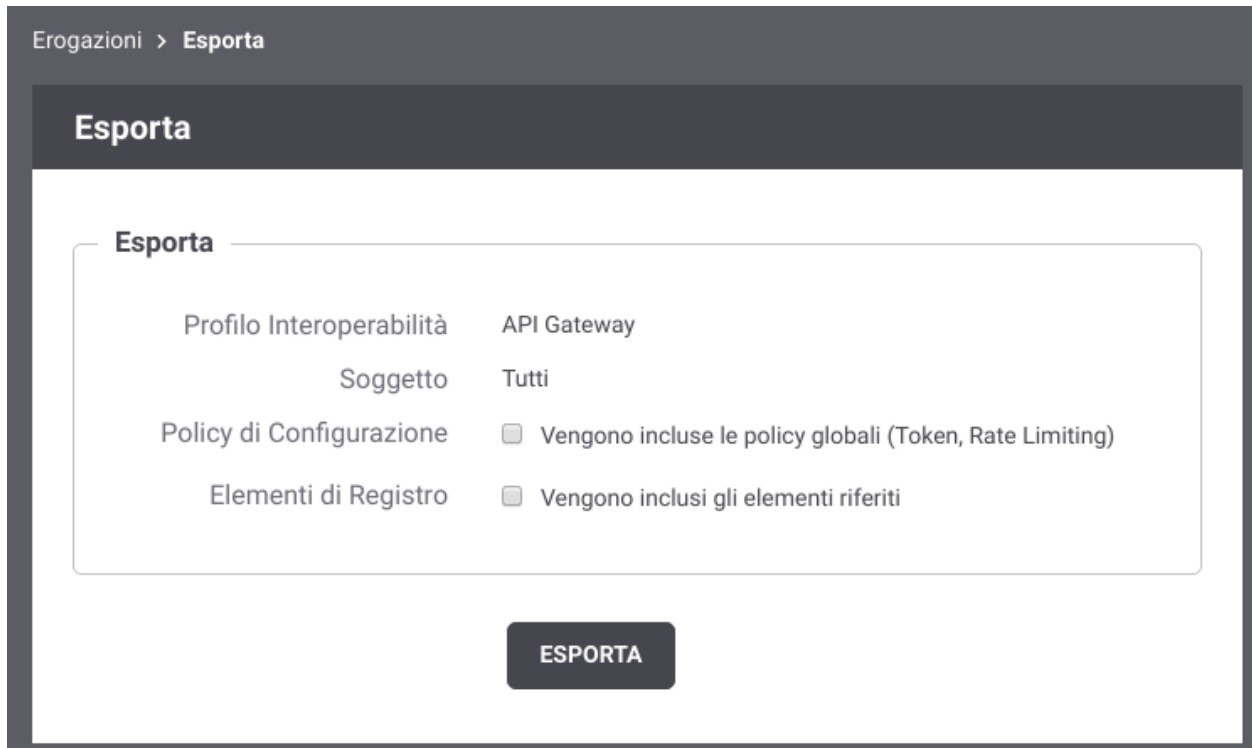 Erogazioni > Esporta
Esporta
Esporta
Profilo Interoperabilità API Gateway
Soggetto Tutti
Policy di Configurazione Vengono incluse le policy globali (Token, Rate Limiting)
Elementi di Registro Vengono inclusi gli elementi riferiti
ESPORTA